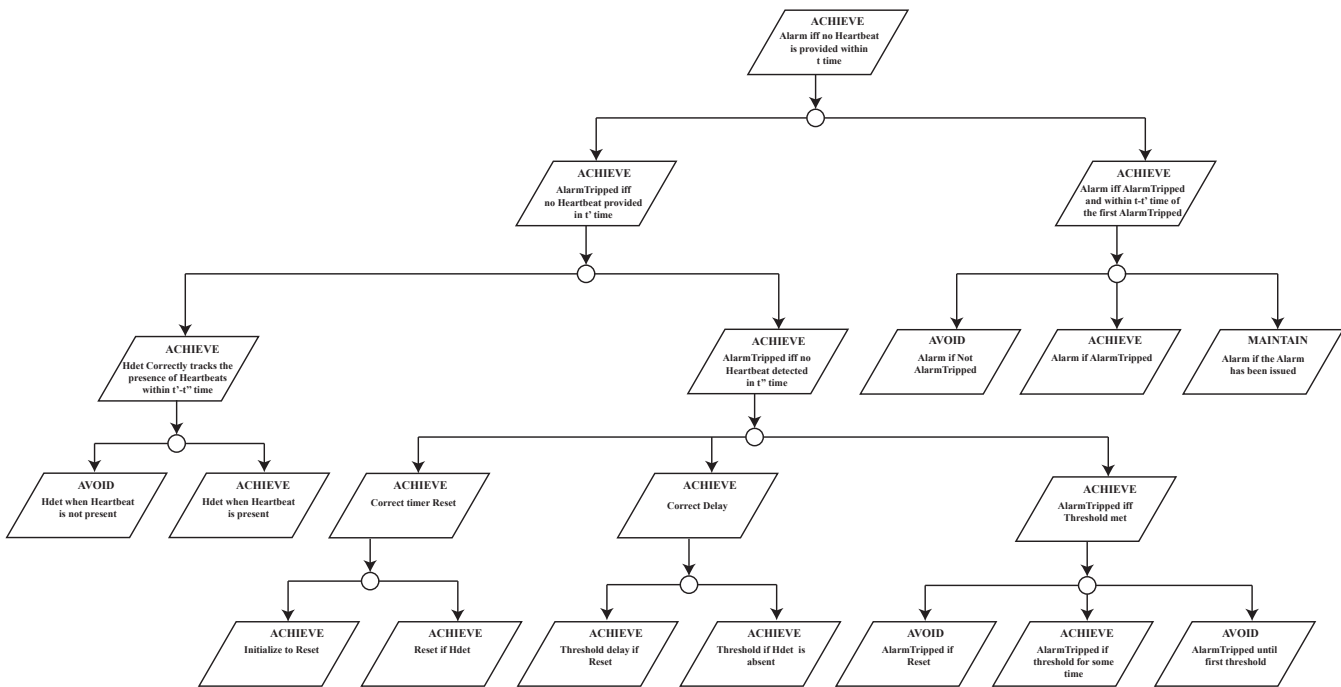 ACHIEVE
Alarm iff no Heartbeat
is provided within
t time
ACHIEVE
AlarmTripped iff
no Heartbeat provided
in t' time
ACHIEVE
Alarm iff AlarmTripped
and within t-t' time of
the first AlarmTripped
ACHIEVE
Hdet Correctly tracks the
presence of Heartbeats
within t'-t" time
ACHIEVE
AlarmTripped iff no
Heartbeat detected
in t" time
AVOID
Alarm if Not
AlarmTripped
ACHIEVE
Alarm if AlarmTripped
MAINTAIN
Alarm if the Alarm
has been issued
AVOID
Hdet when Heartbeat
is not present
ACHIEVE
Hdet when Heartbeat
is present
ACHIEVE
Correct timer Reset
ACHIEVE
Correct Delay
ACHIEVE
AlarmTripped iff
Threshold met
ACHIEVE
Initialize to Reset
ACHIEVE
Reset if Hdet
ACHIEVE
Threshold delay if
Reset
ACHIEVE
Threshold if Hdet is
absent
AVOID
AlarmTripped if
Reset
ACHIEVE
AlarmTripped if
threshold for some
time
AVOID
AlarmTripped until
first threshold